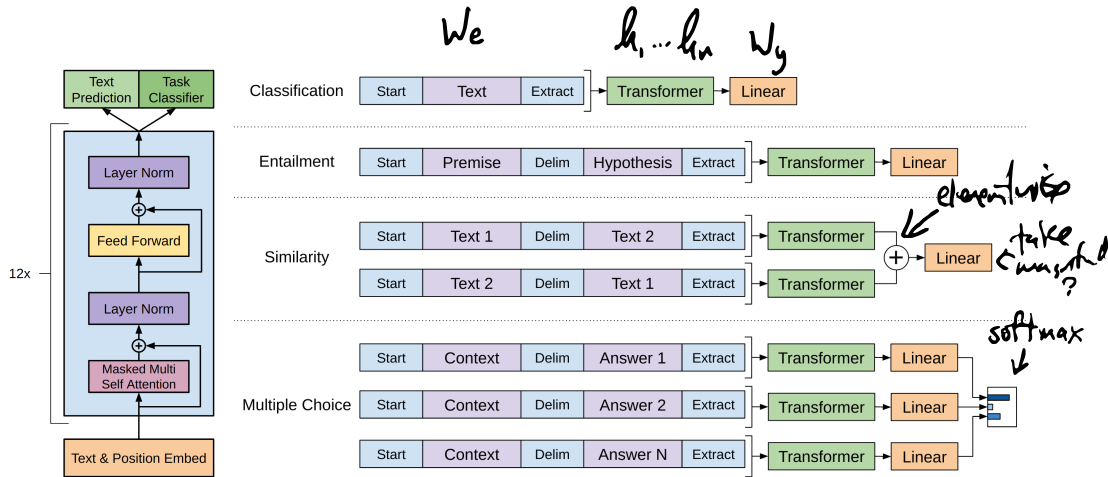 We h₁ ... hₙ Wy
Text Prediction Task Classifier
12x
Layer Norm
+
Feed Forward
Layer Norm
+
Masked Multi Self Attention
Text & Position Embed
Classification Start Text Extract Transformer Linear
Entailment Start Premise Delim Hypothesis Extract Transformer Linear
elementwise
Similarity
Start Text 1 Delim Text 2 Extract Transformer
+ Linear
take
?
Start Text 2 Delim Text 1 Extract Transformer
softmax
Multiple Choice
Start Context Delim Answer 1 Extract Transformer Linear
Start Context Delim Answer 2 Extract Transformer Linear
Start Context Delim Answer N Extract Transformer Linear